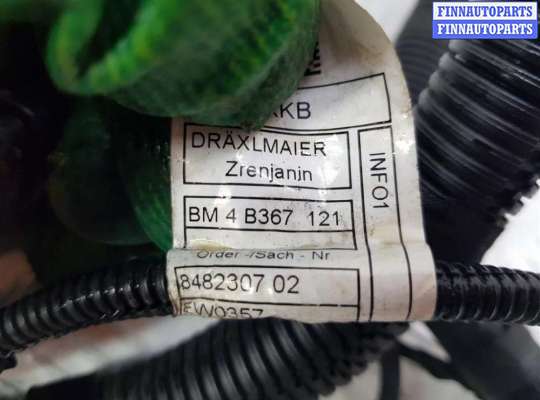 FINNAUTOPARTS
FINNAUTOPARTS
KB
DRÄXLMAIER
Zrenjanin
INFO1
BM 4 B367 121
Order -/Sach - Nr
8482307 02
EW0357